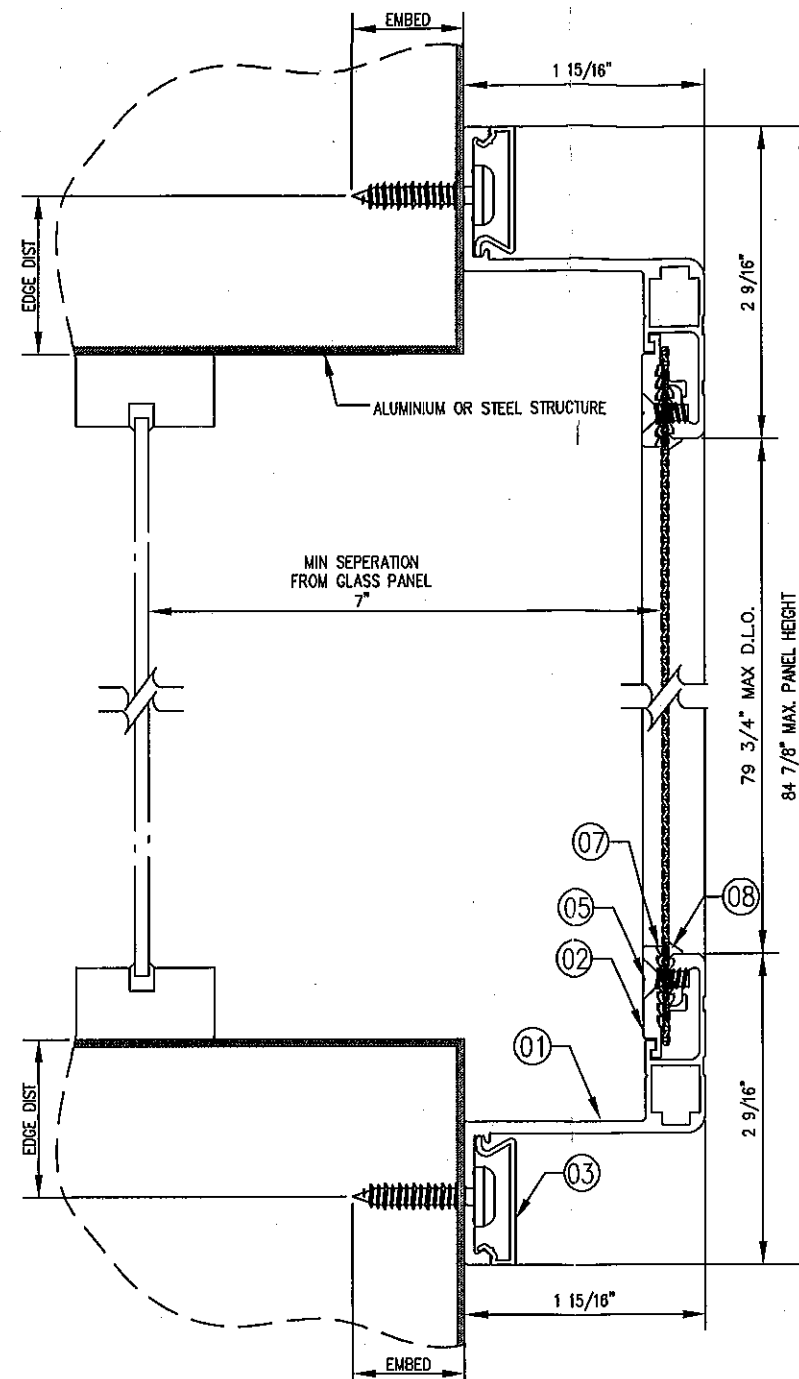 EMBED
1 15/16"
EDGE DIST
2 9/16"
ALUMINIUM OR STEEL STRUCTURE
MIN SEPERATION
FROM GLASS PANEL
7"
79 3/4" MAX D.L.O.
84 7/8" MAX. PANEL HEIGHT
07
08
05
02
01
EDGE DIST
2 9/16"
03
1 15/16"
EMBED